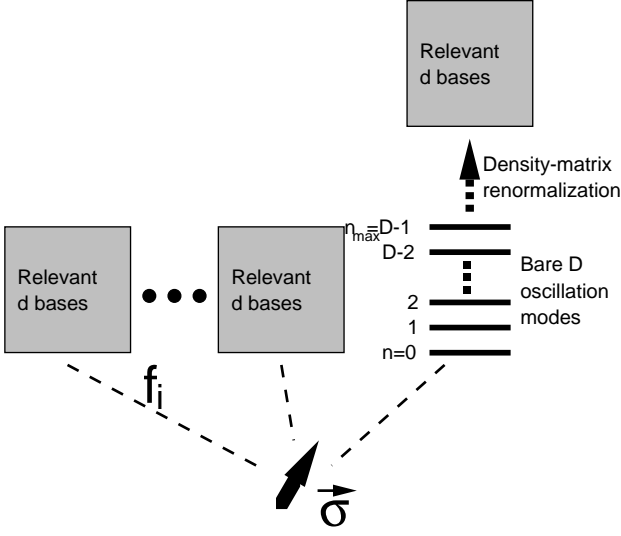 Relevant
d bases
Density-matrix
renormalization
n_max=D-1
D-2
Relevant
d bases
Relevant
d bases
Bare D
oscillation
modes
2
1
n=0
f_i
σ